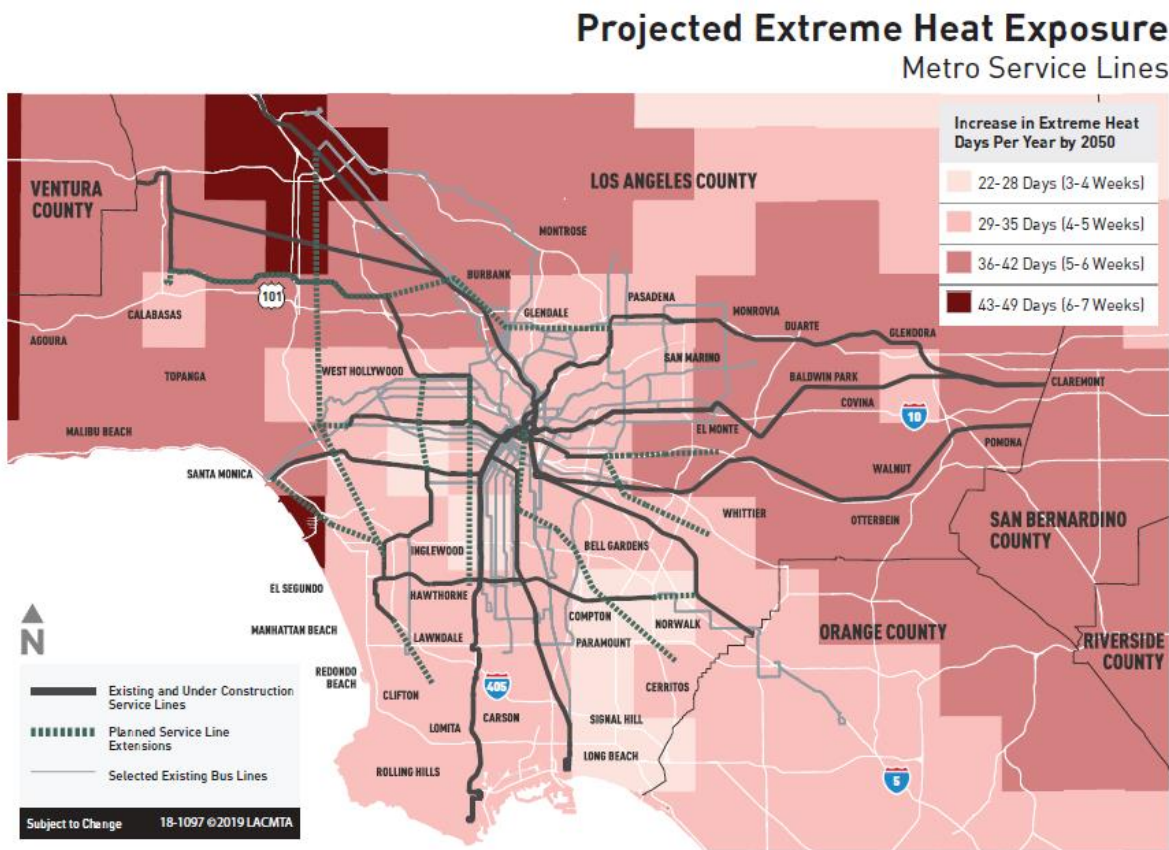 Projected Extreme Heat Exposure
Metro Service Lines
Increase in Extreme Heat
Days Per Year by 2050
22-28 Days (3-4 Weeks)
29-35 Days (4-5 Weeks)
36-42 Days (5-6 Weeks)
43-49 Days (6-7 Weeks)
VENTURA
COUNTY
LOS ANGELES COUNTY
MONTROSE
BURBANK
101
CALABASAS
AGOURA
GLENDALE
PASADENA
MONROVIA
DUARTE
GLENDORA
TOPANGA
WEST HOLLYWOOD
SAN MARINO
BALDWIN PARK
CLAREMONT
COVINA
10
MALIBU BEACH
EL MONTE
POMONA
SANTA MONICA
WALNUT
WHITTIER
OTTERBEIN
SAN BERNARDINO
COUNTY
INGLEWOOD
BELL GARDENS
EL SEGUNDO
HAWTHORNE
COMPTON
NORWALK
MANHATTAN BEACH
LAWNDALE
PARAMOUNT
ORANGE COUNTY
RIVERSIDE
COUNTY
REDONDO
BEACH
CLIFTON
405
CERRITOS
LOMITA
CARSON
SIGNAL HILL
LONG BEACH
ROLLING HILLS
5
N
Existing and Under Construction
Service Lines
Planned Service Line
Extensions
Selected Existing Bus Lines
Subject to Change 18-1097 ©2019 LACMTA